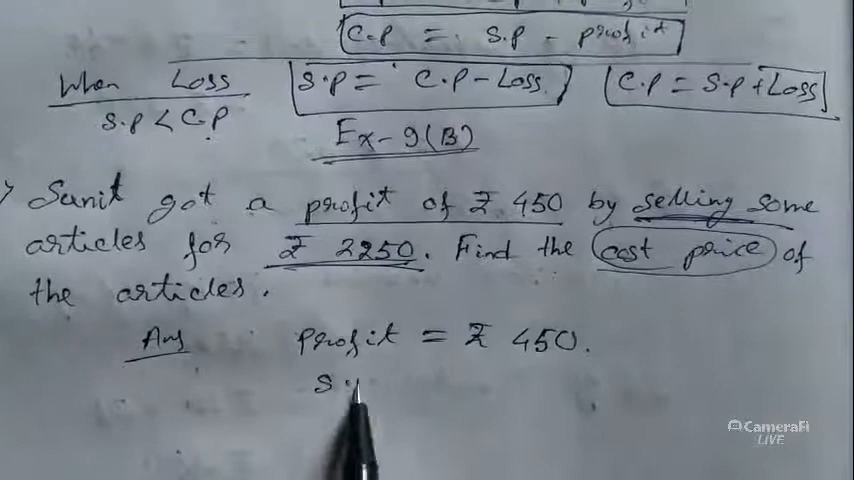 C.P = S.P - profit
When Loss S.P = C.P - Loss C.P = S.P + Loss
S.P < C.P
Ex - 9(B)
Sunit got a profit of ₹ 450 by selling some
articles for ₹ 2250. Find the cost price of
the articles.
Ans profit = ₹ 450.
S.
CameraFi
LIVE